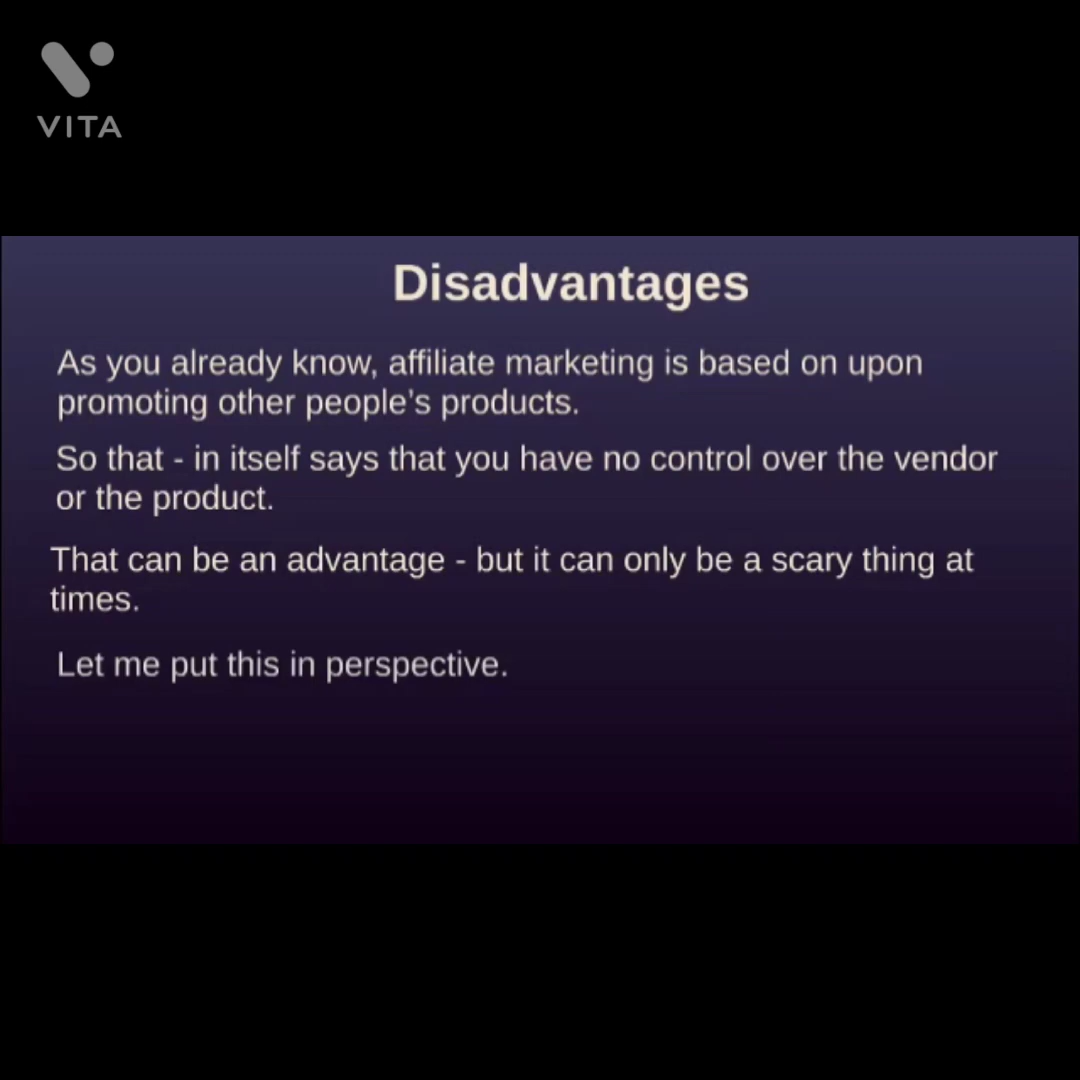 VITA
Disadvantages
As you already know, affiliate marketing is based on upon
promoting other people’s products.
So that - in itself says that you have no control over the vendor
or the product.
That can be an advantage - but it can only be a scary thing at
times.
Let me put this in perspective.